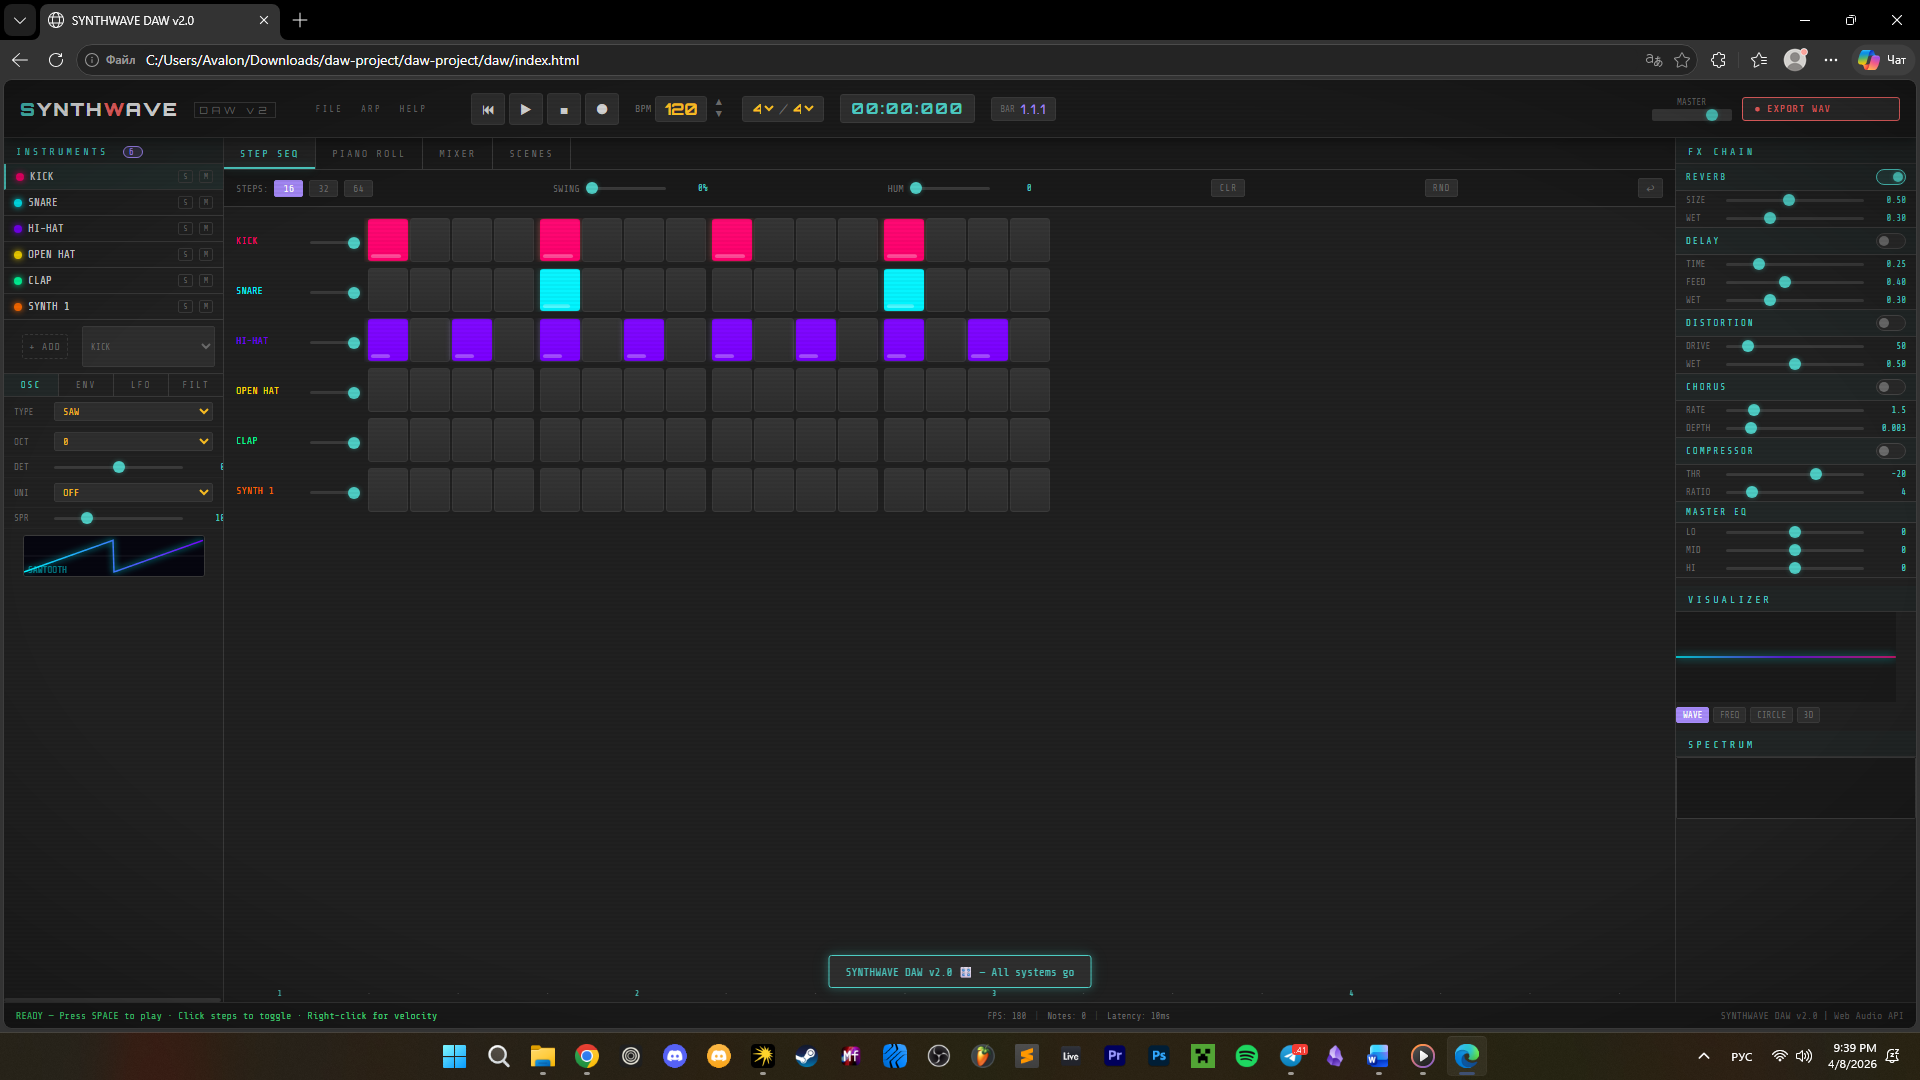 SYNTHWAVE DAW v2.0
Файл C:/Users/Avalon/Downloads/daw-project/daw-project/daw/index.html
Чат
SYNTHWAVE DAW V2 FILE ARP HELP BPM 120 4 / 4 00:00:000 BAR 1.1.1 MASTER EXPORT WAV
INSTRUMENTS 6
KICK S M
SNARE S M
HI-HAT S M
OPEN HAT S M
CLAP S M
SYNTH 1 S M
+ ADD KICK
OSC ENV LFO FILT
TYPE SAW
OCT 0
DET
UNI OFF
SPR
SAWTOOTH
STEP SEQ PIANO ROLL MIXER SCENES
STEPS: 16 32 64 SWING 0% HUM 0 CLR RND
KICK
SNARE
HI-HAT
OPEN HAT
CLAP
SYNTH 1
SYNTHWAVE DAW v2.0 — All systems go
1 2 3 4
FX CHAIN
REVERB
SIZE 0.50
WET 0.30
DELAY
TIME 0.25
FEED 0.40
WET 0.30
DISTORTION
DRIVE 50
WET 0.50
CHORUS
RATE 1.5
DEPTH 0.003
COMPRESSOR
THR -20
RATIO 4
MASTER EQ
LO 0
MID 0
HI 0
VISUALIZER
WAVE FREQ CIRCLE 3D
SPECTRUM
READY — Press SPACE to play · Click steps to toggle · Right-click for velocity
FPS: 180 | Notes: 0 | Latency: 10ms
SYNTHWAVE DAW v2.0 | Web Audio API
Mf Live Pr Ps 41 W
РУС
9:39 PM
4/8/2026